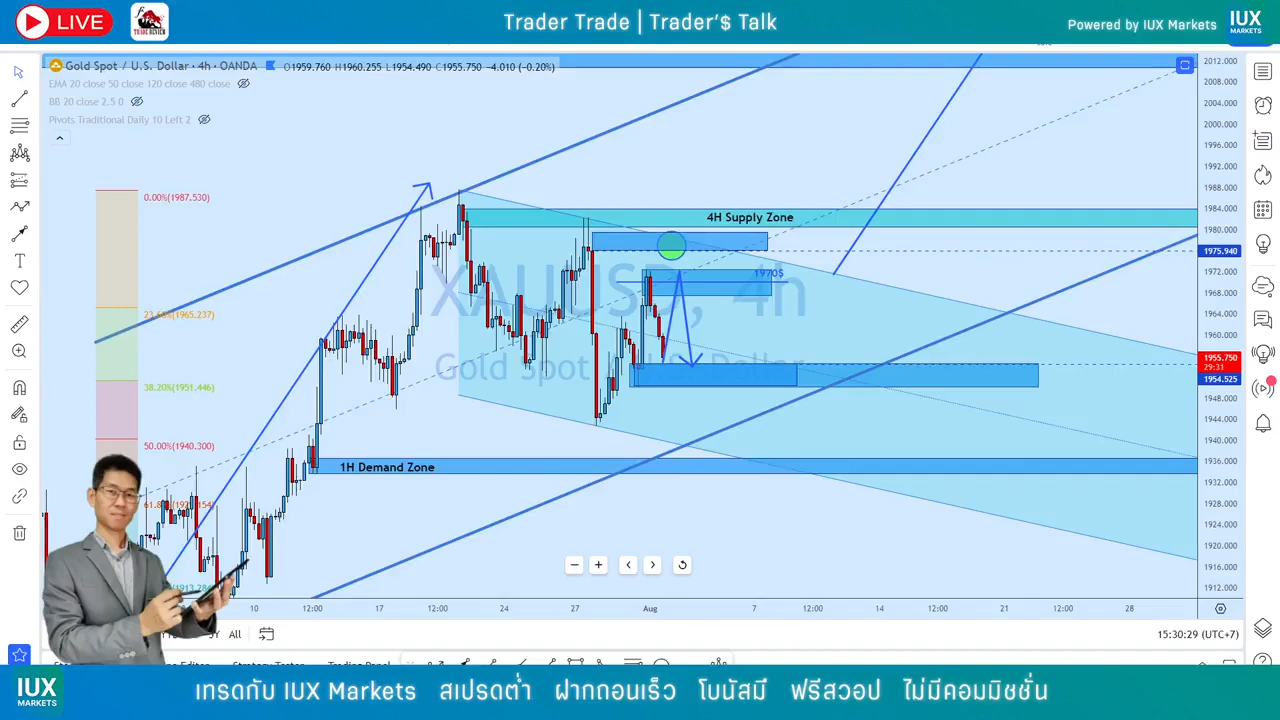 LIVE
TRADE REVIEW
Trader Trade | Trader'$ Talk
Powered by IUX Markets
IUX
MARKETS
Gold Spot / U.S. Dollar · 4h · OANDA O1959.760 H1960.255 L1954.490 C1955.750 -4.010 (-0.20%)
EMA 20 close 50 close 120 close 480 close
BB 20 close 2.5 0
Pivots Traditional Daily 10 Left 2
XAUUSD, 4h
Gold Spot / U.S. Dollar
0.00%(1987.530)
23.60%(1965.237)
38.20%(1951.446)
50.00%(1940.300)
4H Supply Zone
1970$
1H Demand Zone
2012.000
2008.000
2004.000
2000.000
1996.000
1992.000
1988.000
1984.000
1980.000
1975.940
1972.000
1968.000
1964.000
1960.000
1955.750
29:31
1954.525
1948.000
1944.000
1940.000
1936.000
1932.000
1928.000
1924.000
1920.000
1916.000
1912.000
10 12:00 17 12:00 24 27 Aug 7 12:00 14 12:00 21 12:00 28
All
15:30:29 (UTC+7)
IUX
MARKETS
เทรดกับ IUX Markets สเปรดต่ำ ฝากถอนเร็ว โบนัสมี ฟรีสวอป ไม่มีคอมมิชชั่น